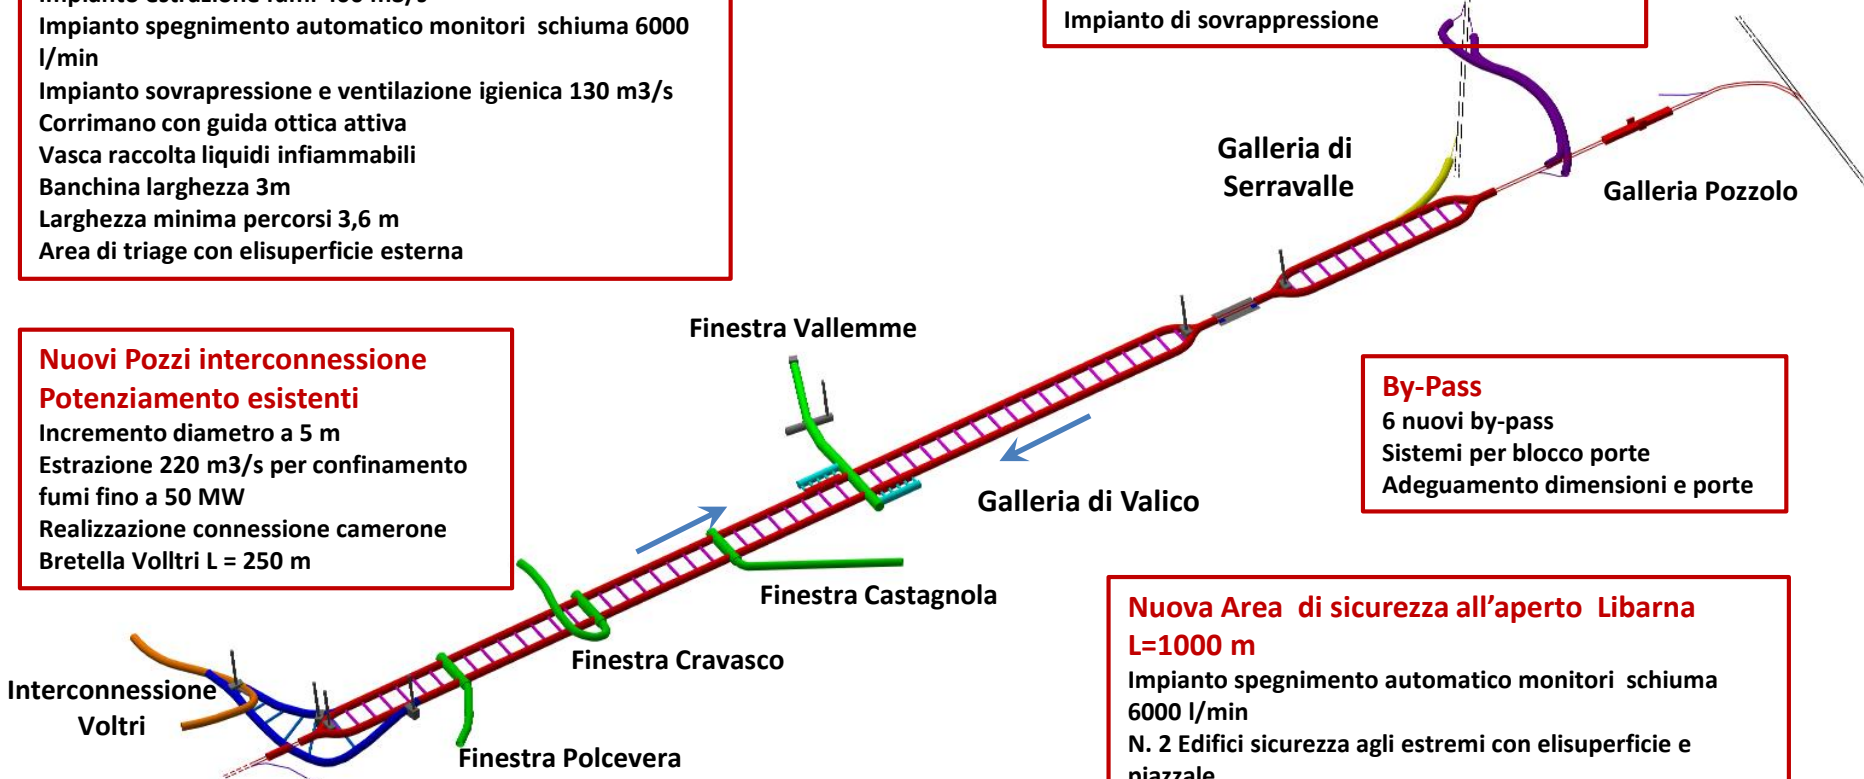 Impianto estrazione fumi 400 m3/s
Impianto spegnimento automatico monitori schiuma 6000
l/min
Impianto sovrapressione e ventilazione igienica 130 m3/s
Corrimano con guida ottica attiva
Vasca raccolta liquidi infiammabili
Banchina larghezza 3m
Larghezza minima percorsi 3,6 m
Area di triage con elisuperficie esterna
Impianto di sovrappressione
Galleria di
Serravalle
Galleria Pozzolo
Finestra Vallemme
Nuovi Pozzi interconnessione
Potenziamento esistenti
Incremento diametro a 5 m
Estrazione 220 m3/s per confinamento
fumi fino a 50 MW
Realizzazione connessione camerone
Bretella Volltri L = 250 m
By-Pass
6 nuovi by-pass
Sistemi per blocco porte
Adeguamento dimensioni e porte
Galleria di Valico
Finestra Castagnola
Finestra Cravasco
Interconnessione
Voltri
Finestra Polcevera
Nuova Area di sicurezza all'aperto Libarna
L=1000 m
Impianto spegnimento automatico monitori schiuma
6000 l/min
N. 2 Edifici sicurezza agli estremi con elisuperficie e
piazzale